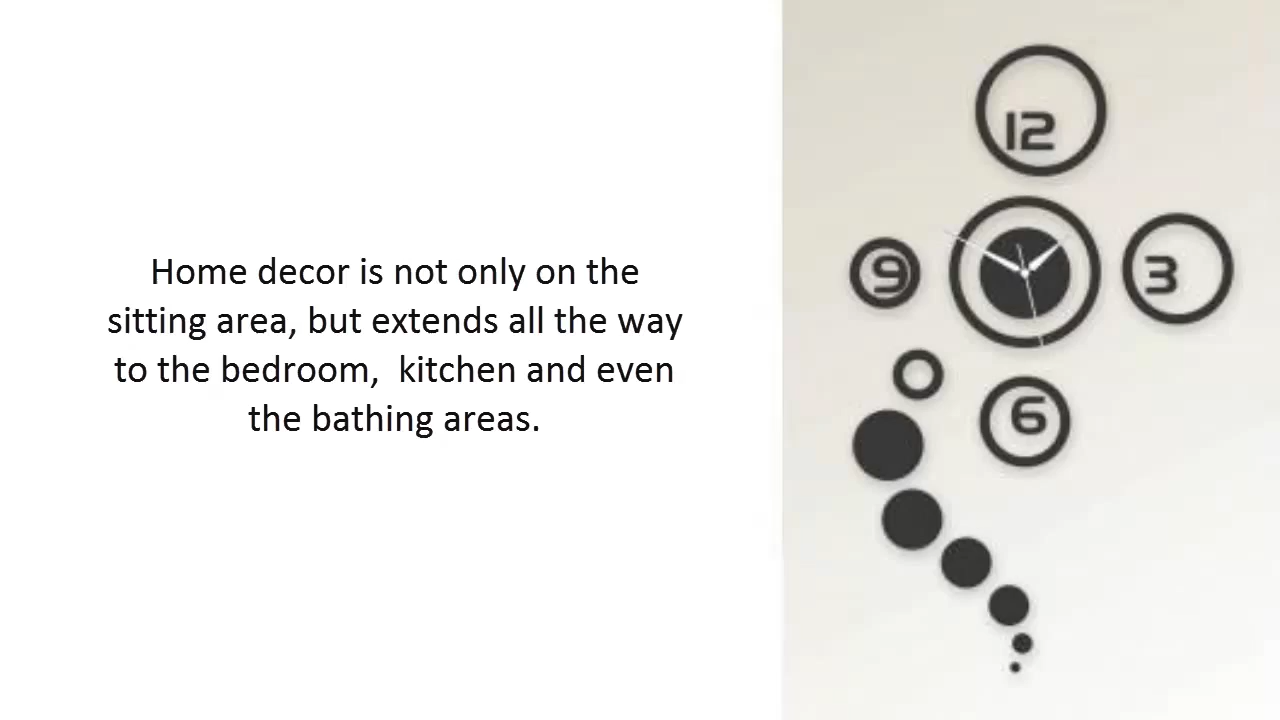 Home decor is not only on the
sitting area, but extends all the way
to the bedroom,  kitchen and even
the bathing areas.
12
9
3
6